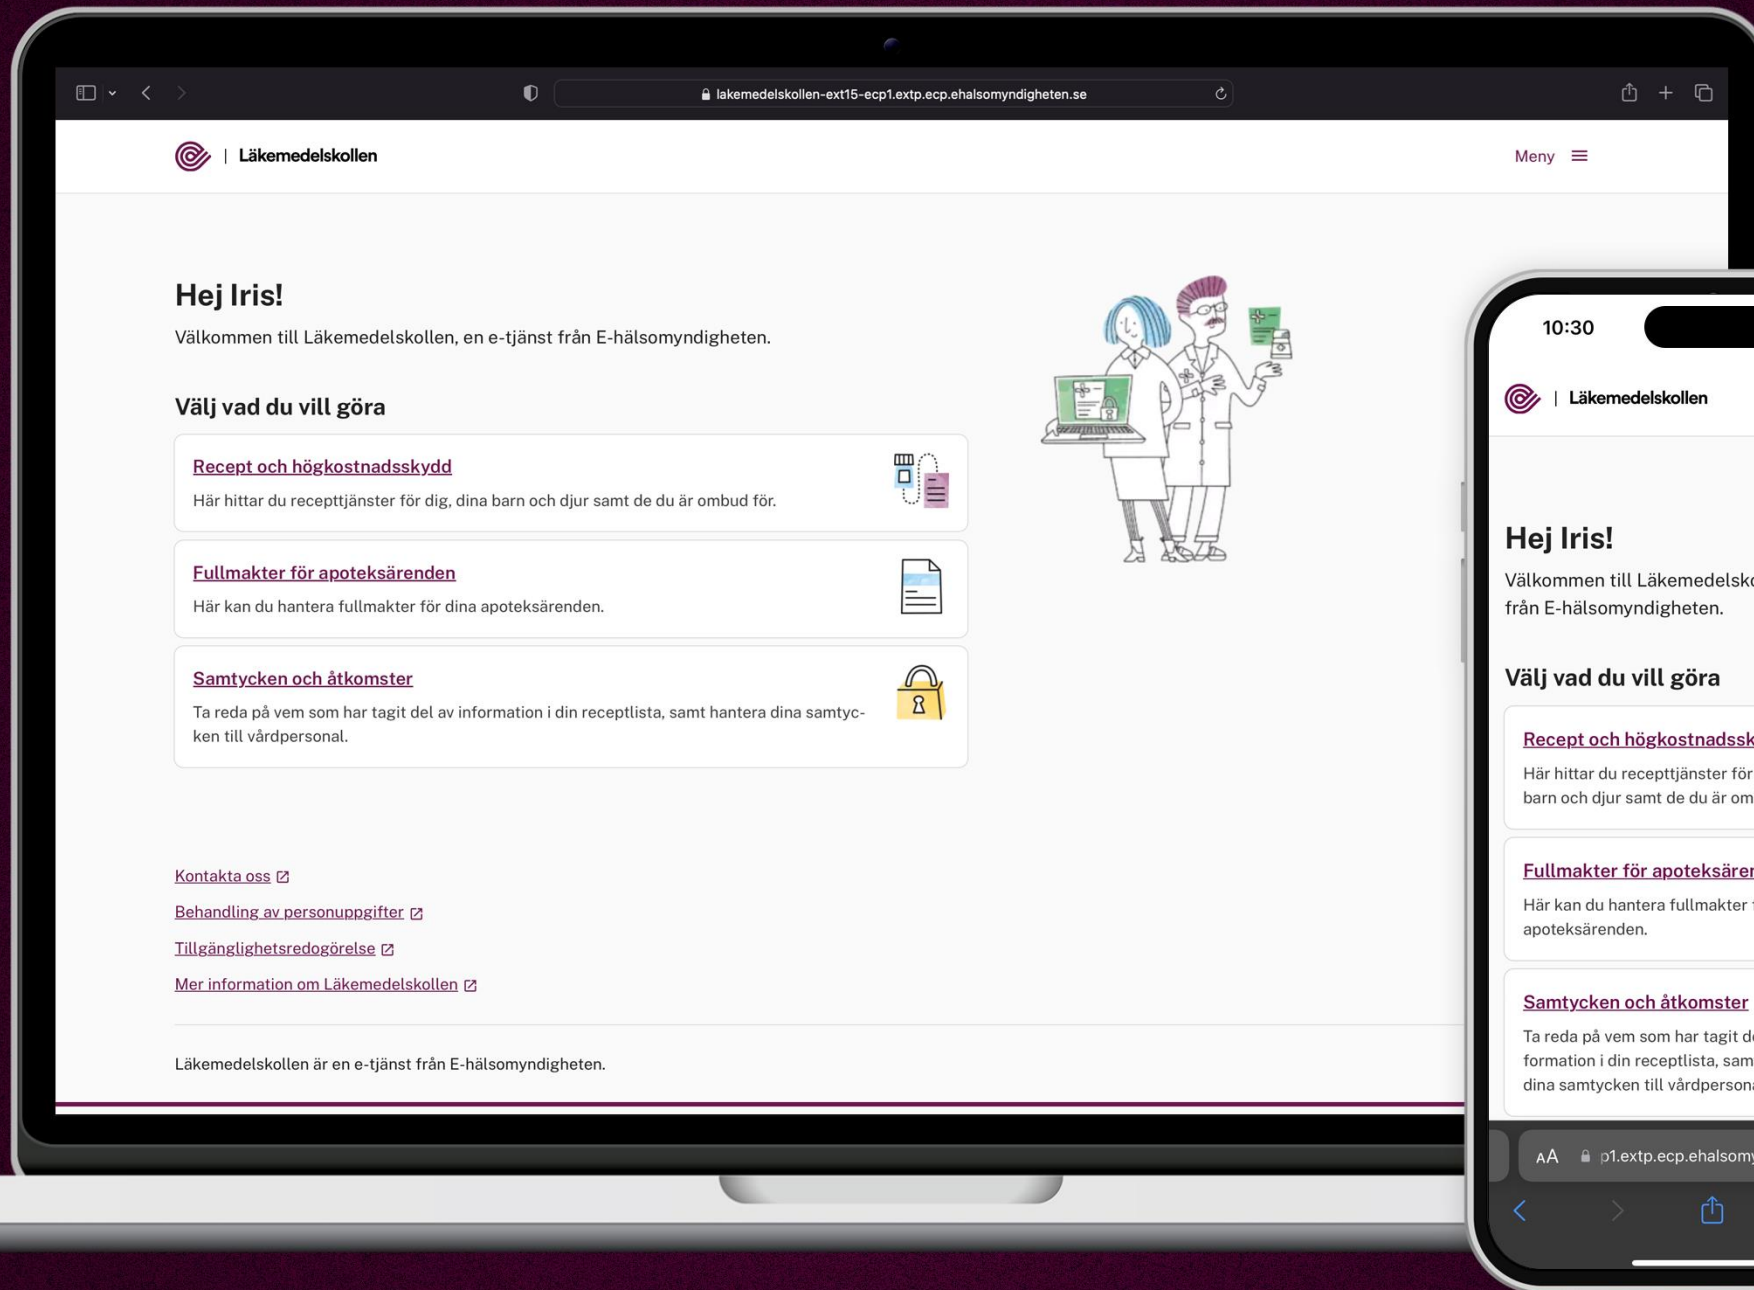 lakemedelskollen-ext15-ecp1.extp.ecp.ehalsomyndigheten.se
| Läkemedelskollen
Meny
Hej Iris!
Välkommen till Läkemedelskollen, en e-tjänst från E-hälsomyndigheten.
Välj vad du vill göra
Recept och högkostnadsskydd
Här hittar du recepttjänster för dig, dina barn och djur samt de du är ombud för.
Fullmakter för apoteksärenden
Här kan du hantera fullmakter för dina apoteksärenden.
Samtycken och åtkomster
Ta reda på vem som har tagit del av information i din receptlista, samt hantera dina samtyc-
ken till vårdpersonal.
Kontakta oss
Behandling av personuppgifter
Tillgänglighetsredogörelse
Mer information om Läkemedelskollen
Läkemedelskollen är en e-tjänst från E-hälsomyndigheten.
10:30
| Läkemedelskollen
Hej Iris!
Välkommen till
från E-hälsomyndigheten.
Välj vad du vill göra
Recept och
Här hittar du recepttjänster för
barn och djur samt de du är
Fullmakter för
Här kan du hantera fullmakter
apoteksärenden.
Samtycken och åtkomster
Ta reda på vem som har tagit
formation i din receptlista,
dina samtycken till
AA p1.extp.ecp.ehalsomy